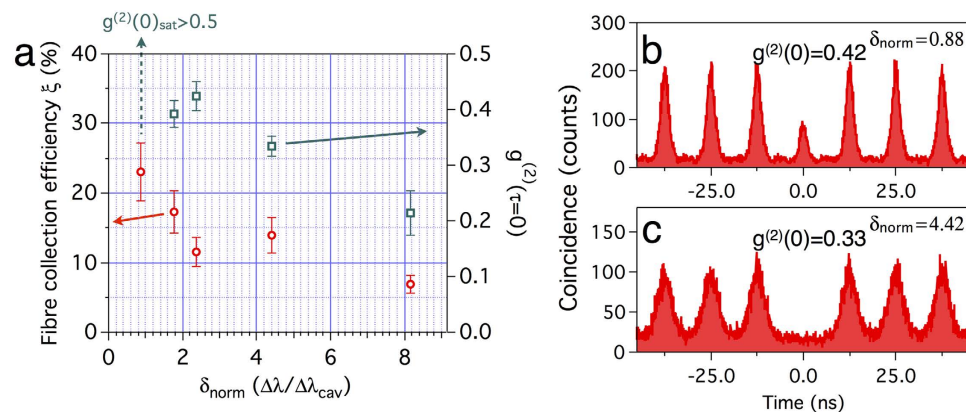 g⁽²⁾(0)sat>0.5
a
Fibre collection efficiency ξ (%)
40
30
20
10
0
0.5
0.4
0.3
0.2
0.1
0.0
g⁽²⁾(τ=0)
0 2 4 6 8
δnorm (Δλ/Δλcav)
b
g⁽²⁾(0)=0.42
δnorm=0.88
300
200
100
0
-25.0 0.0 25.0
Coincidence (counts)
c
g⁽²⁾(0)=0.33
δnorm=4.42
150
100
50
0
-25.0 0.0 25.0
Time (ns)